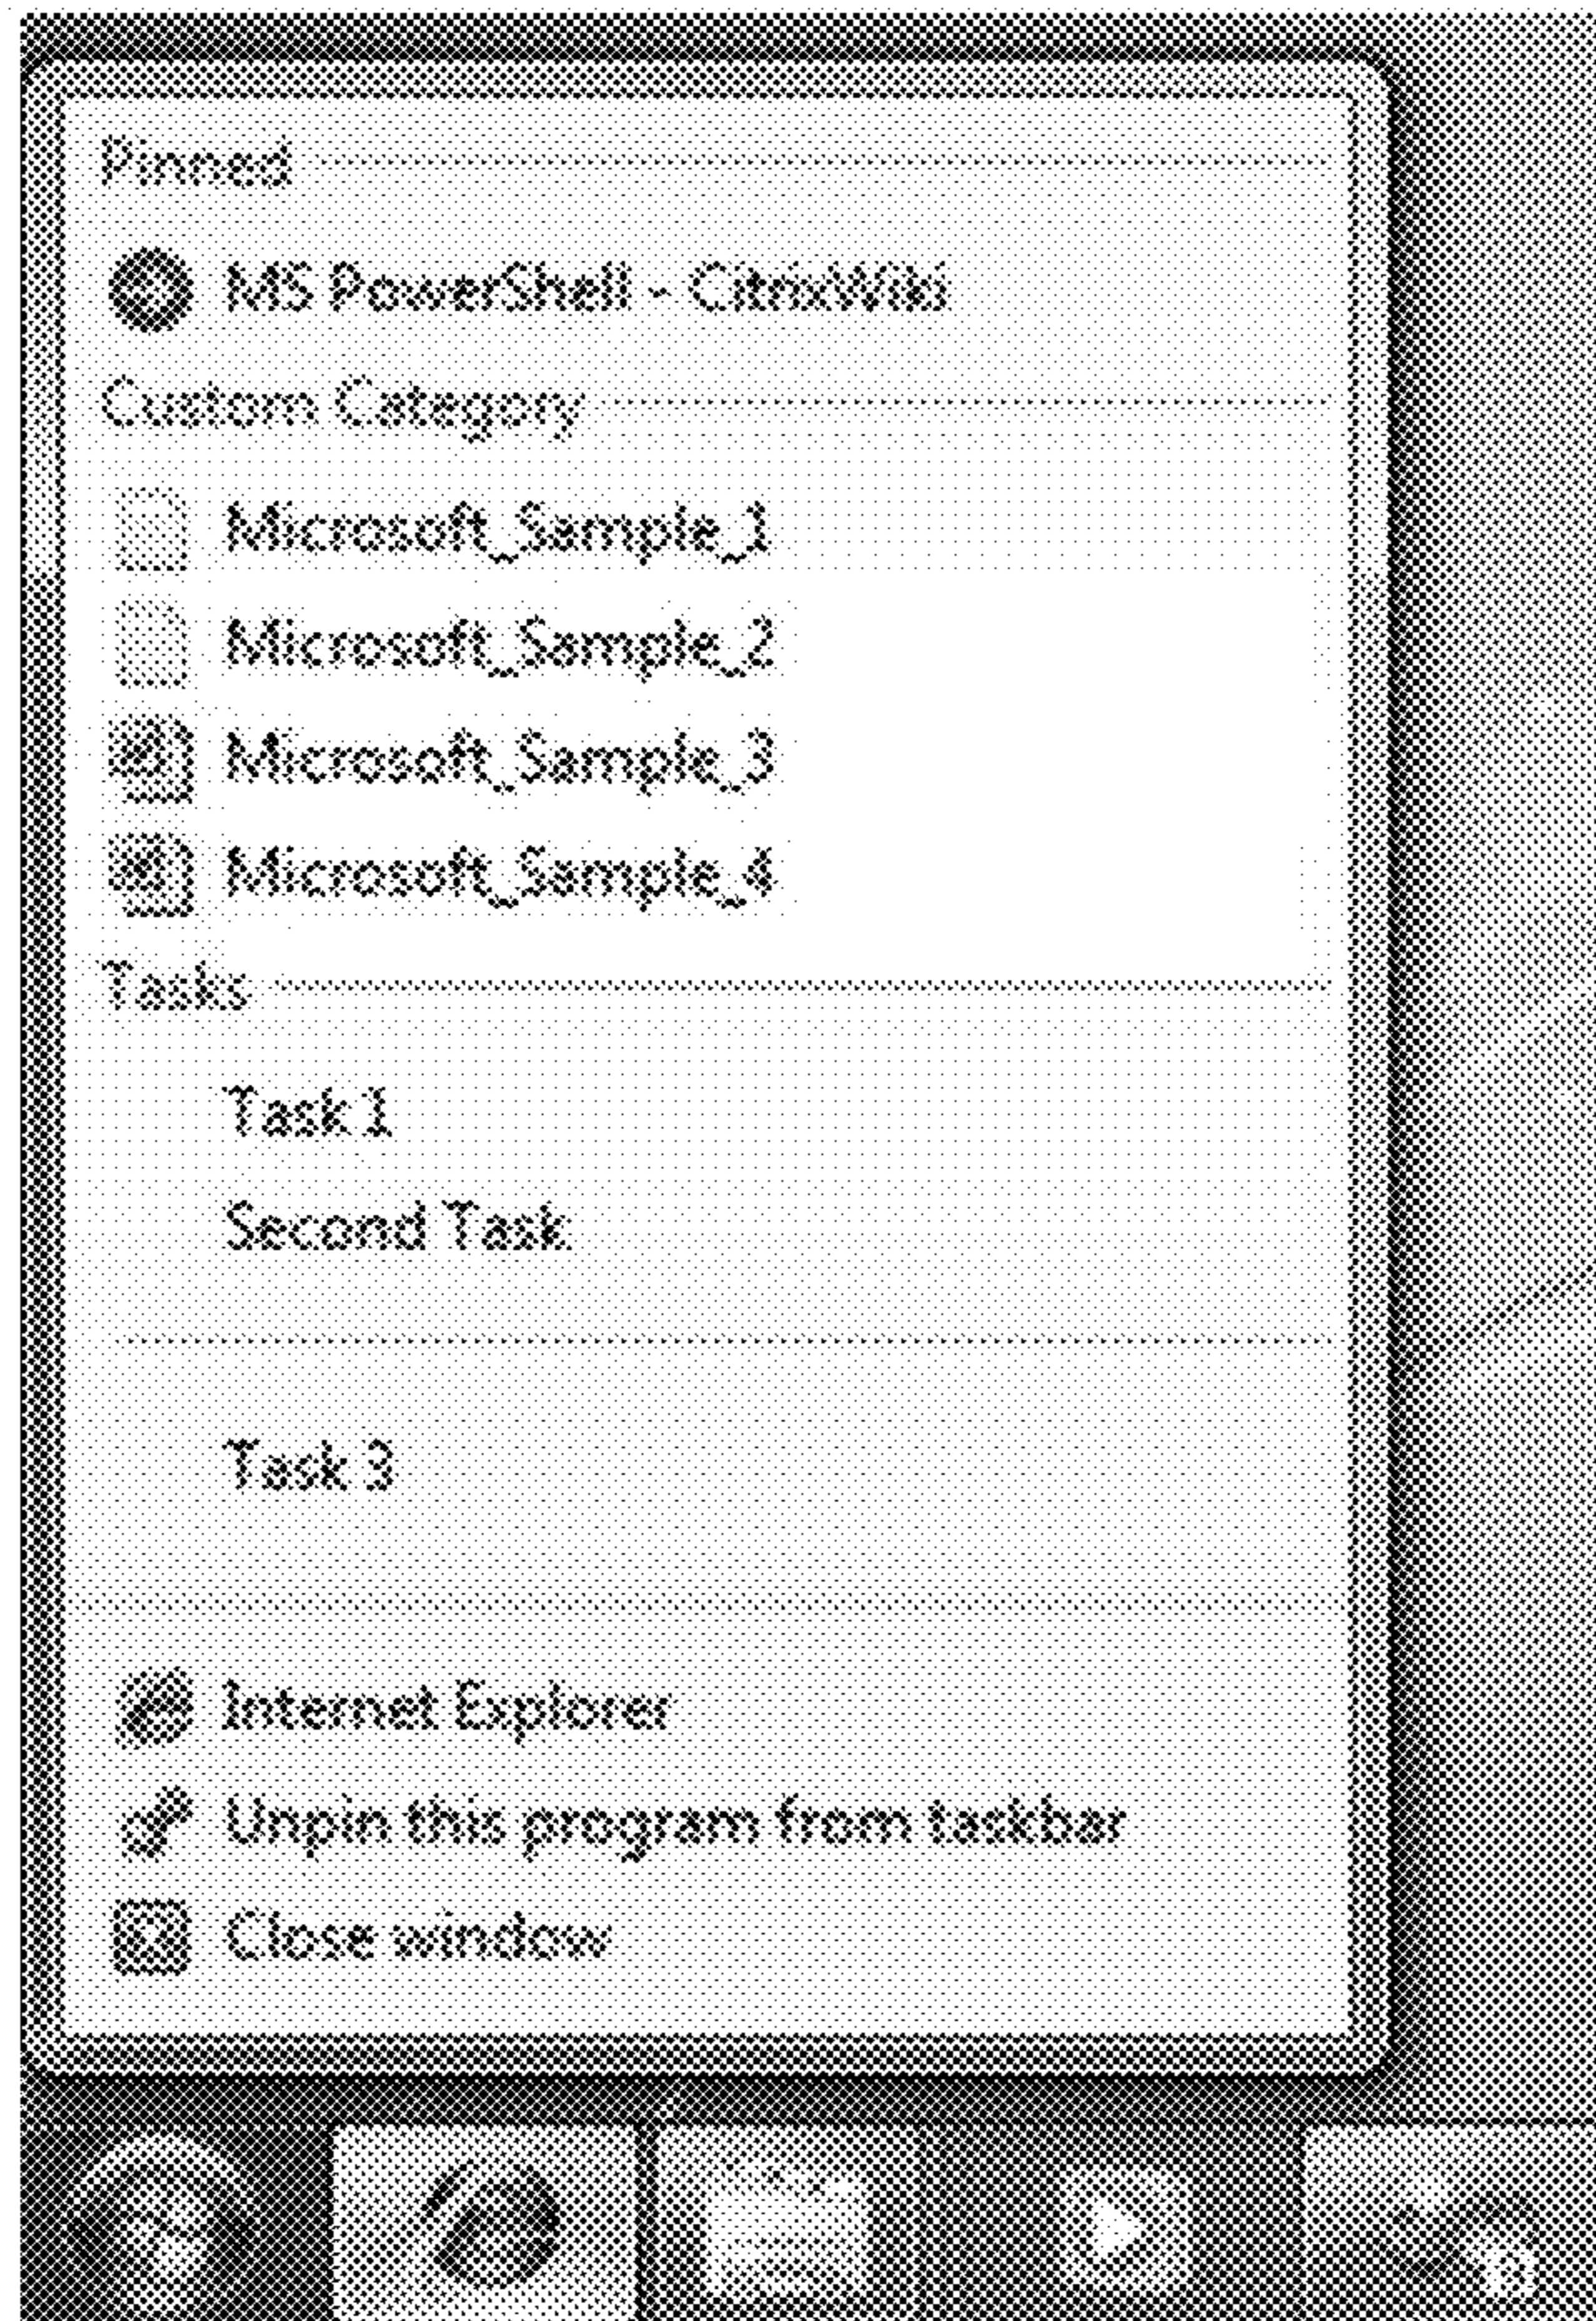 Pinned
MS PowerShell - CitrixWiki
Custom Category
Microsoft_Sample_1
Microsoft_Sample_2
Microsoft_Sample_3
Microsoft_Sample_4
Tasks
Task 1
Second Task
Task 3
Internet Explorer
Unpin this program from taskbar
Close window